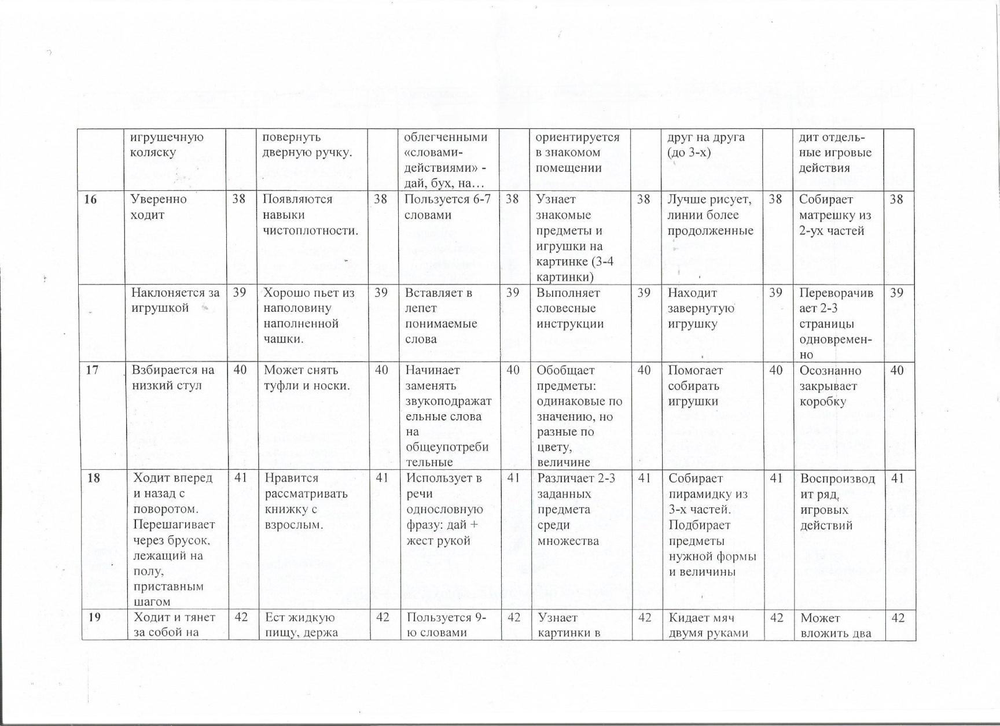 игрушечную
коляску
повернуть
дверную ручку.
облегченными
«словами-
действиями» -
дай, бух, на…
ориентируется
в знакомом
помещении
друг на друга
(до 3-х)
дит отдель-
ные игровые
действия
16
Уверенно
ходит
38
Появляются
навыки
чистоплотности.
38
Пользуется 6-7
словами
38
Узнает
знакомые
предметы и
игрушки на
картинке (3-4
картинки)
38
Лучше рисует,
линии более
продолженные
38
Собирает
матрешку из
2-ух частей
38
Наклоняется за
игрушкой
39
Хорошо пьет из
наполовину
наполненной
чашки.
39
Вставляет в
лепет
понимаемые
слова
39
Выполняет
словесные
инструкции
39
Находит
завернутую
игрушку
39
Переворачив
ает 2-3
страницы
одновремен-
но
39
17
Взбирается на
низкий стул
40
Может снять
туфли и носки.
40
Начинает
заменять
звукоподражат
ельные слова
на
общеупотреби
тельные
40
Обобщает
предметы:
одинаковые по
значению, но
разные по
цвету,
величине
40
Помогает
собирать
игрушки
40
Осознанно
закрывает
коробку
40
18
Ходит вперед
и назад с
поворотом.
Перешагивает
через брусок,
лежащий на
полу,
приставным
шагом
41
Нравится
рассматривать
книжку с
взрослым.
41
Использует в
речи
однословную
фразу: дай +
жест рукой
41
Различает 2-3
заданных
предмета
среди
множества
41
Собирает
пирамидку из
3-х частей.
Подбирает
предметы
нужной формы
и величины
41
Воспроизвод
ит ряд
игровых
действий
41
19
Ходит и тянет
за собой на
42
Ест жидкую
пищу, держа
42
Пользуется 9-
ю словами
42
Узнает
картинки в
42
Кидает мяч
двумя руками
42
Может
вложить два
42